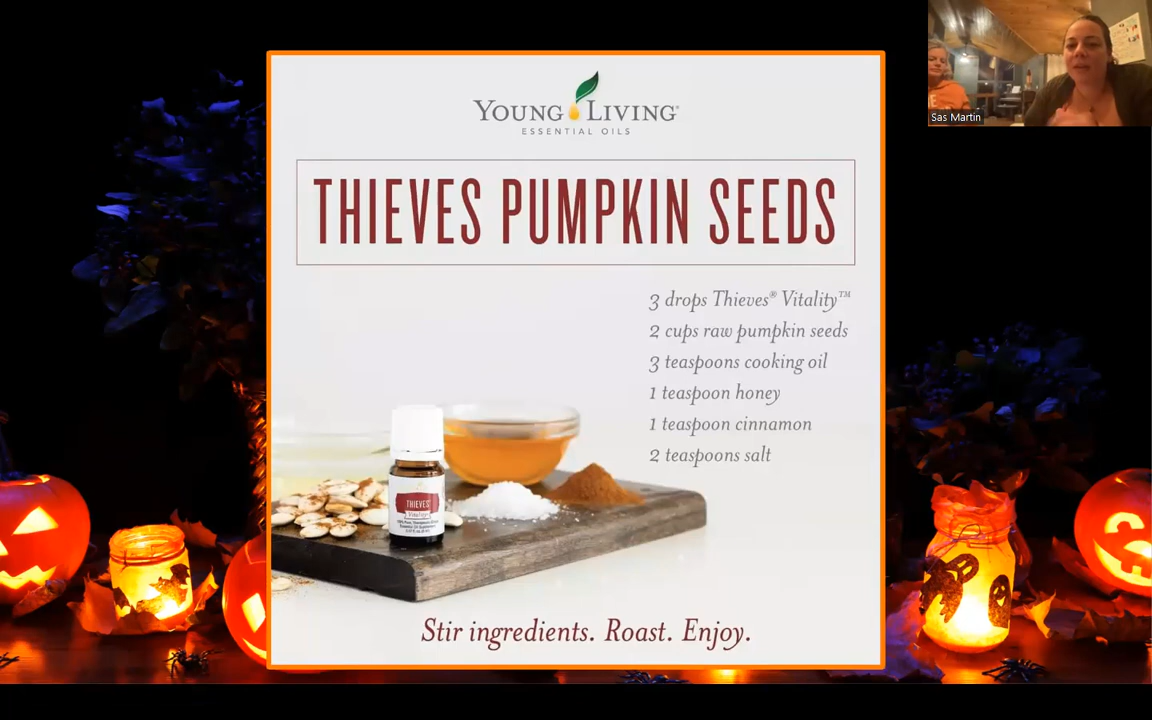 YOUNG LIVING®
ESSENTIAL OILS
THIEVES PUMPKIN SEEDS
3 drops Thieves® Vitality™
2 cups raw pumpkin seeds
3 teaspoons cooking oil
1 teaspoon honey
1 teaspoon cinnamon
2 teaspoons salt
THIEVES
Vitality
Stir ingredients. Roast. Enjoy.
Sas Martin